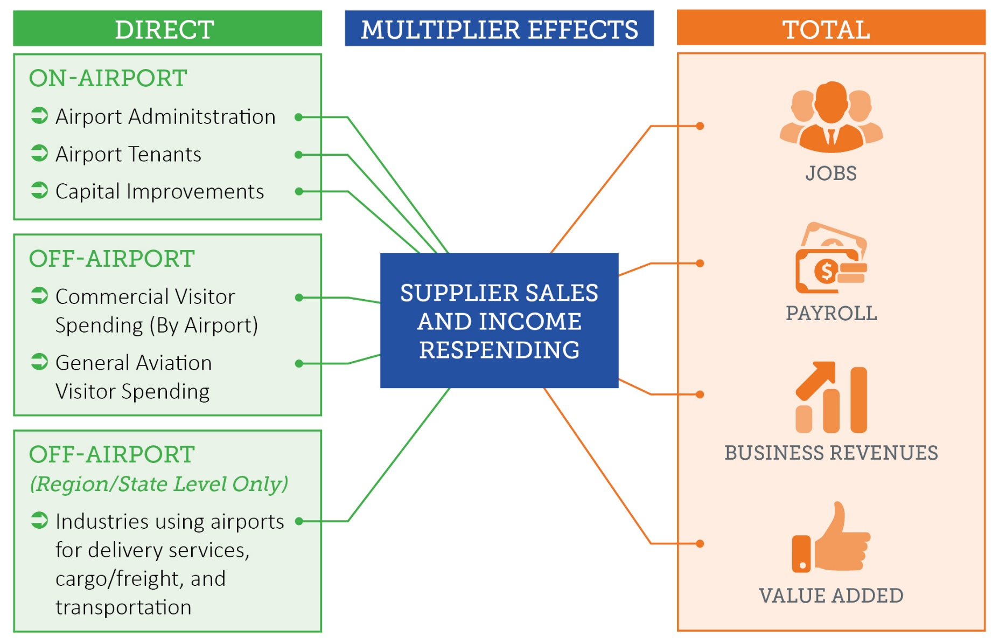 DIRECT
ON-AIRPORT
Airport Adminitstration
Airport Tenants
Capital Improvements
OFF-AIRPORT
Commercial Visitor
Spending (By Airport)
General Aviation
Visitor Spending
OFF-AIRPORT
(Region/State Level Only)
Industries using airports
for delivery services,
cargo/freight, and
transportation
MULTIPLIER EFFECTS
SUPPLIER SALES
AND INCOME
RESPENDING
TOTAL
JOBS
$
PAYROLL
BUSINESS REVENUES
VALUE ADDED